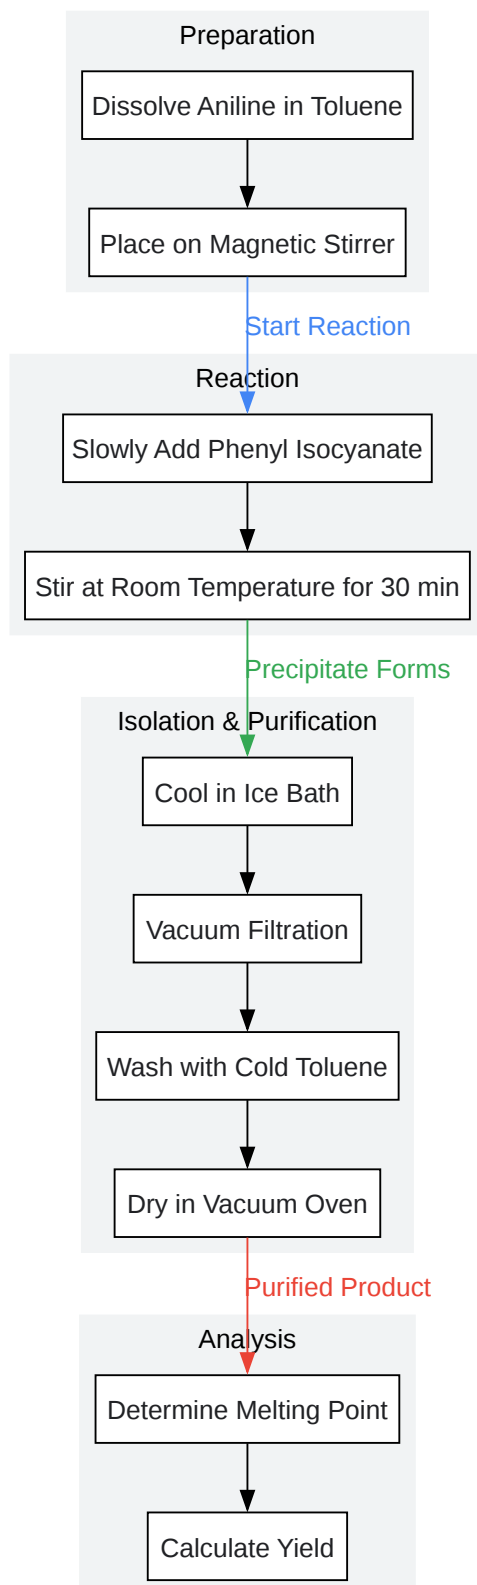 Preparation
Dissolve Aniline in Toluene
Place on Magnetic Stirrer
Start Reaction
Reaction
Slowly Add Phenyl Isocyanate
Stir at Room Temperature for 30 min
Precipitate Forms
Isolation & Purification
Cool in Ice Bath
Vacuum Filtration
Wash with Cold Toluene
Dry in Vacuum Oven
Purified Product
Analysis
Determine Melting Point
Calculate Yield